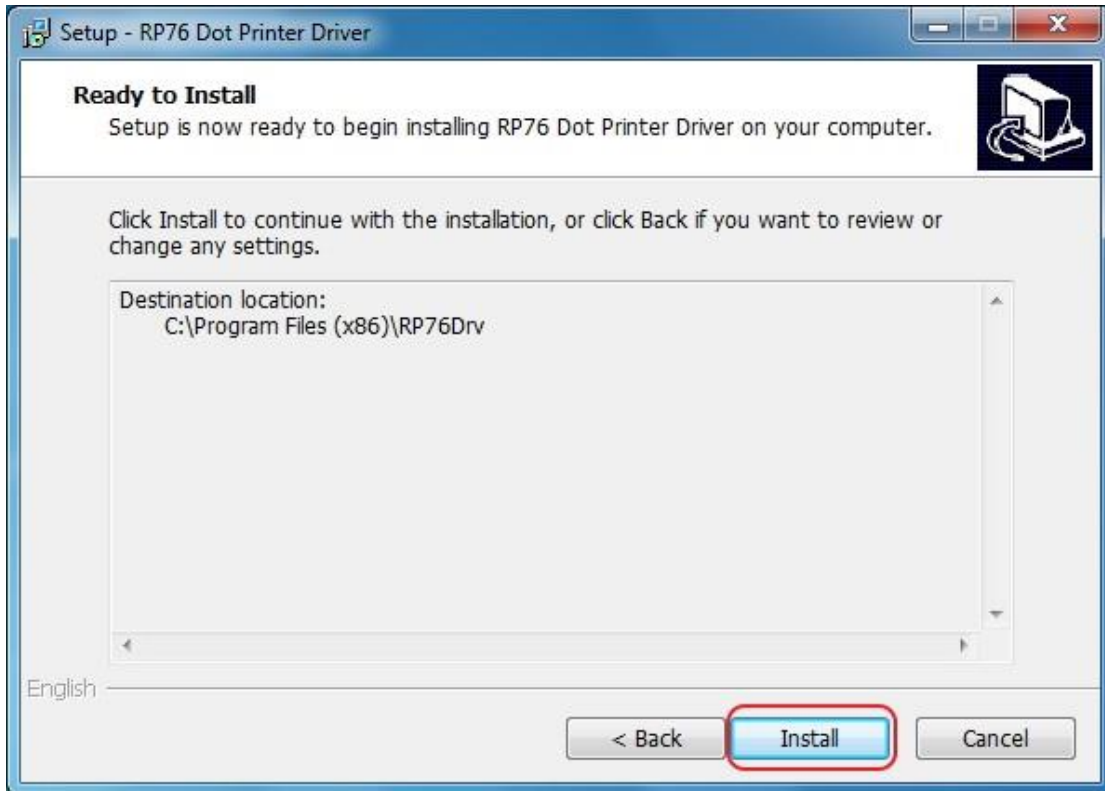 Setup - RP76 Dot Printer Driver
Ready to Install
Setup is now ready to begin installing RP76 Dot Printer Driver on your computer.
Click Install to continue with the installation, or click Back if you want to review or
change any settings.
Destination location:
C:\Program Files (x86)\RP76Drv
English
< Back
Install
Cancel